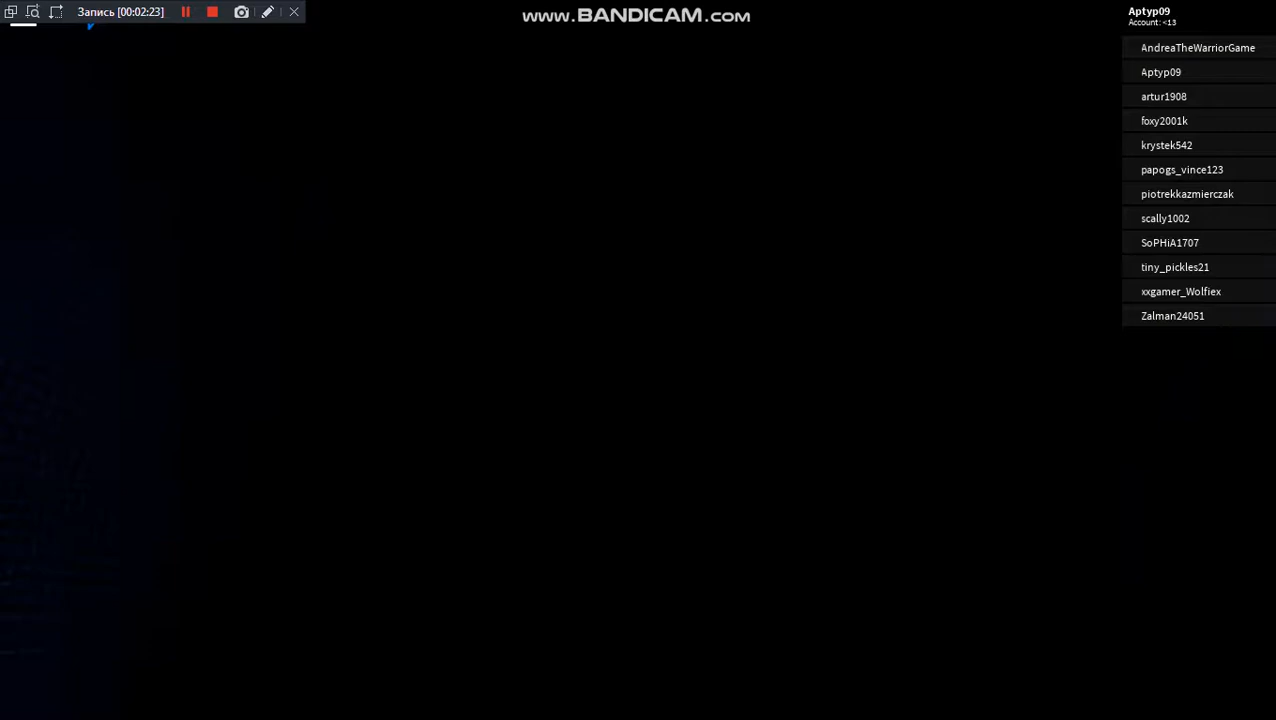 Запись [00:02:23]
www.BANDICAM.com
Aptyp09
Account: <13
AndreaTheWarriorGame
Aptyp09
artur1908
foxy2001k
krystek542
papogs_vince123
piotrekkazmierczak
scally1002
SoPHiA1707
tiny_pickles21
xxgamer_Wolfiex
Zalman24051